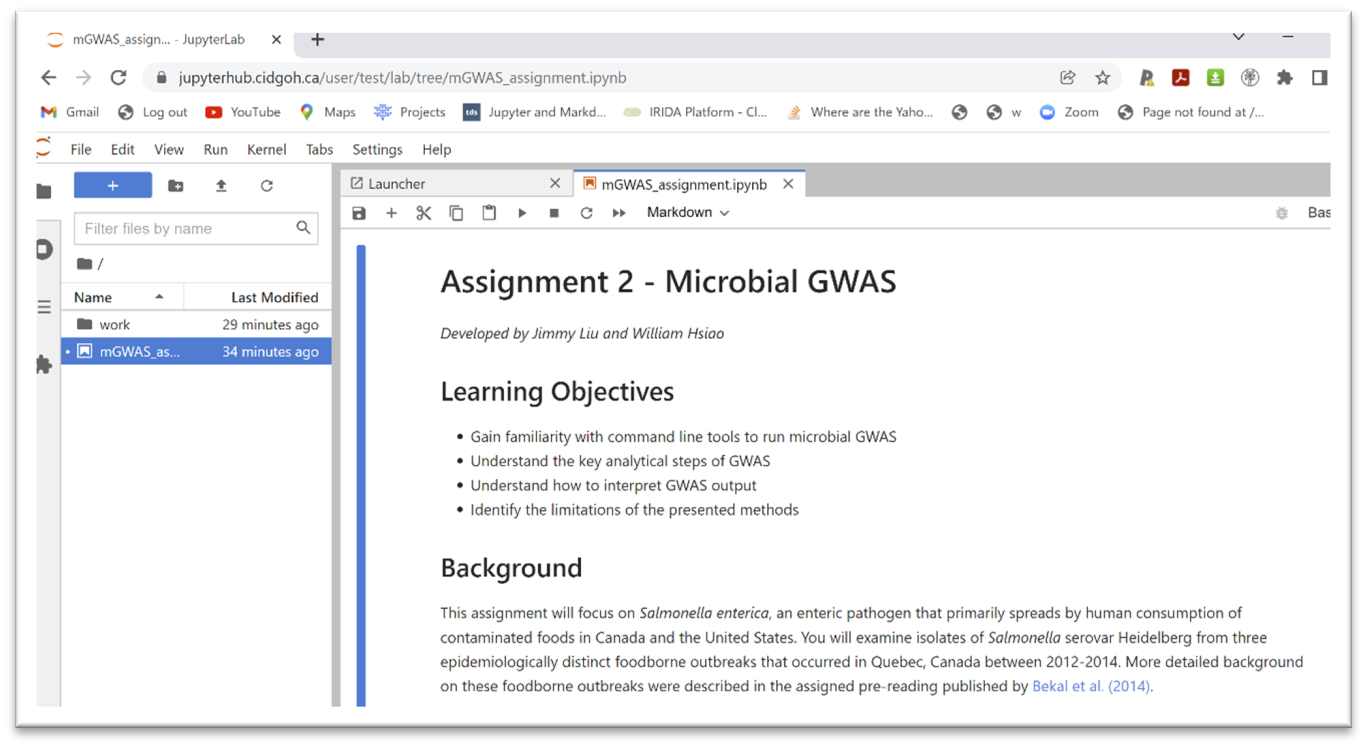 mGWAS_assign... - JupyterLab
jupyterhub.cidgoh.ca/user/test/lab/tree/mGWAS_assignment.ipynb
Gmail Log out YouTube Maps Projects tds Jupyter and Markd... IRIDA Platform - Cl... Where are the Yaho... w Zoom Page not found at /...
File Edit View Run Kernel Tabs Settings Help
Launcher mGWAS_assignment.ipynb
Markdown Bas
Filter files by name
/
Name Last Modified
work 29 minutes ago
mGWAS_as... 34 minutes ago
Assignment 2 - Microbial GWAS
Developed by Jimmy Liu and William Hsiao
Learning Objectives
• Gain familiarity with command line tools to run microbial GWAS
• Understand the key analytical steps of GWAS
• Understand how to interpret GWAS output
• Identify the limitations of the presented methods
Background
This assignment will focus on Salmonella enterica, an enteric pathogen that primarily spreads by human consumption of
contaminated foods in Canada and the United States. You will examine isolates of Salmonella serovar Heidelberg from three
epidemiologically distinct foodborne outbreaks that occurred in Quebec, Canada between 2012-2014. More detailed background
on these foodborne outbreaks were described in the assigned pre-reading published by Bekal et al. (2014).